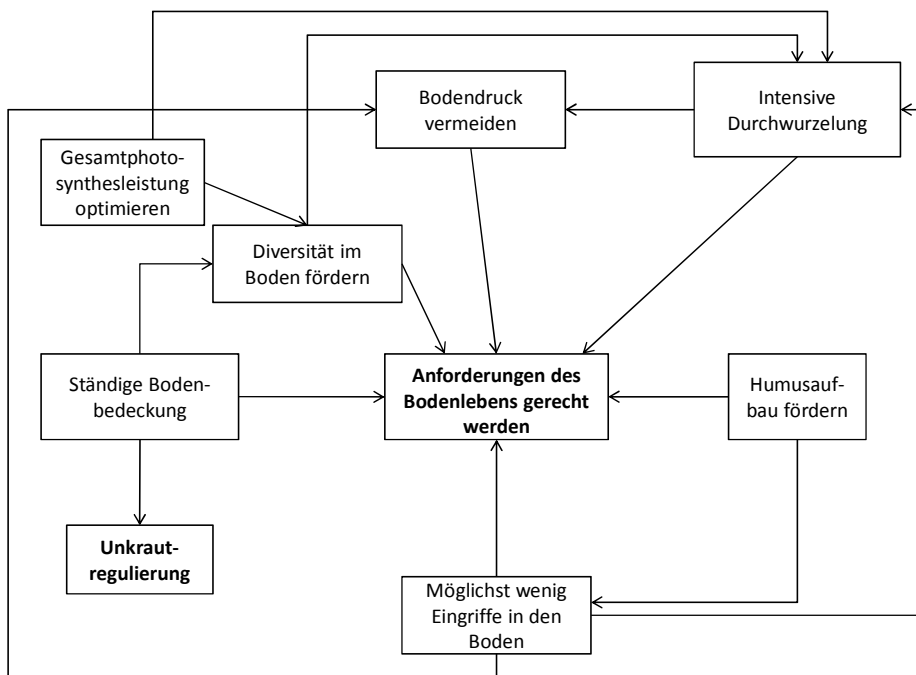 Bodendruck
vermeiden
Intensive
Durchwurzelung
Gesamtphoto-
synthesleistung
optimieren
Diversität im
Boden fördern
Ständige Boden-
bedeckung
Anforderungen des
Bodenlebens gerecht
werden
Humusauf-
bau fördern
Unkraut-
regulierung
Möglichst wenig
Eingriffe in den
Boden